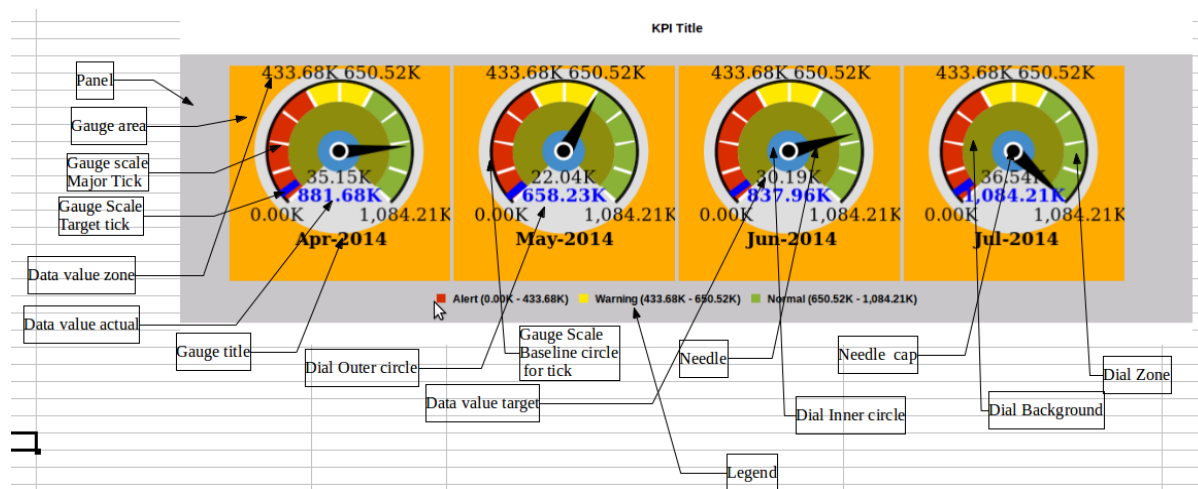 KPI Title
433.68K 650.52K
433.68K 650.52K
433.68K 650.52K
433.68K 650.52K
Panel
Gauge area
Gauge scale
Major Tick
Gauge Scale
Target tick
Data value zone
Data value actual
Gauge title
35.15K
881.68K
0.00K
1,084.21K
Apr-2014
22.04K
658.23K
0.00K
1,084.21K
May-2014
30.19K
837.96K
0.00K
1,084.21K
Jun-2014
36.54K
1,084.21K
0.00K
1,084.21K
Jul-2014
Alert (0.00K - 433.68K)
Warning (433.68K - 650.52K)
Normal (650.52K - 1,084.21K)
Dial Outer circle
Gauge Scale
Baseline circle
for tick
Needle
Needle cap
Dial Zone
Data value target
Dial Inner circle
Dial Background
Legend